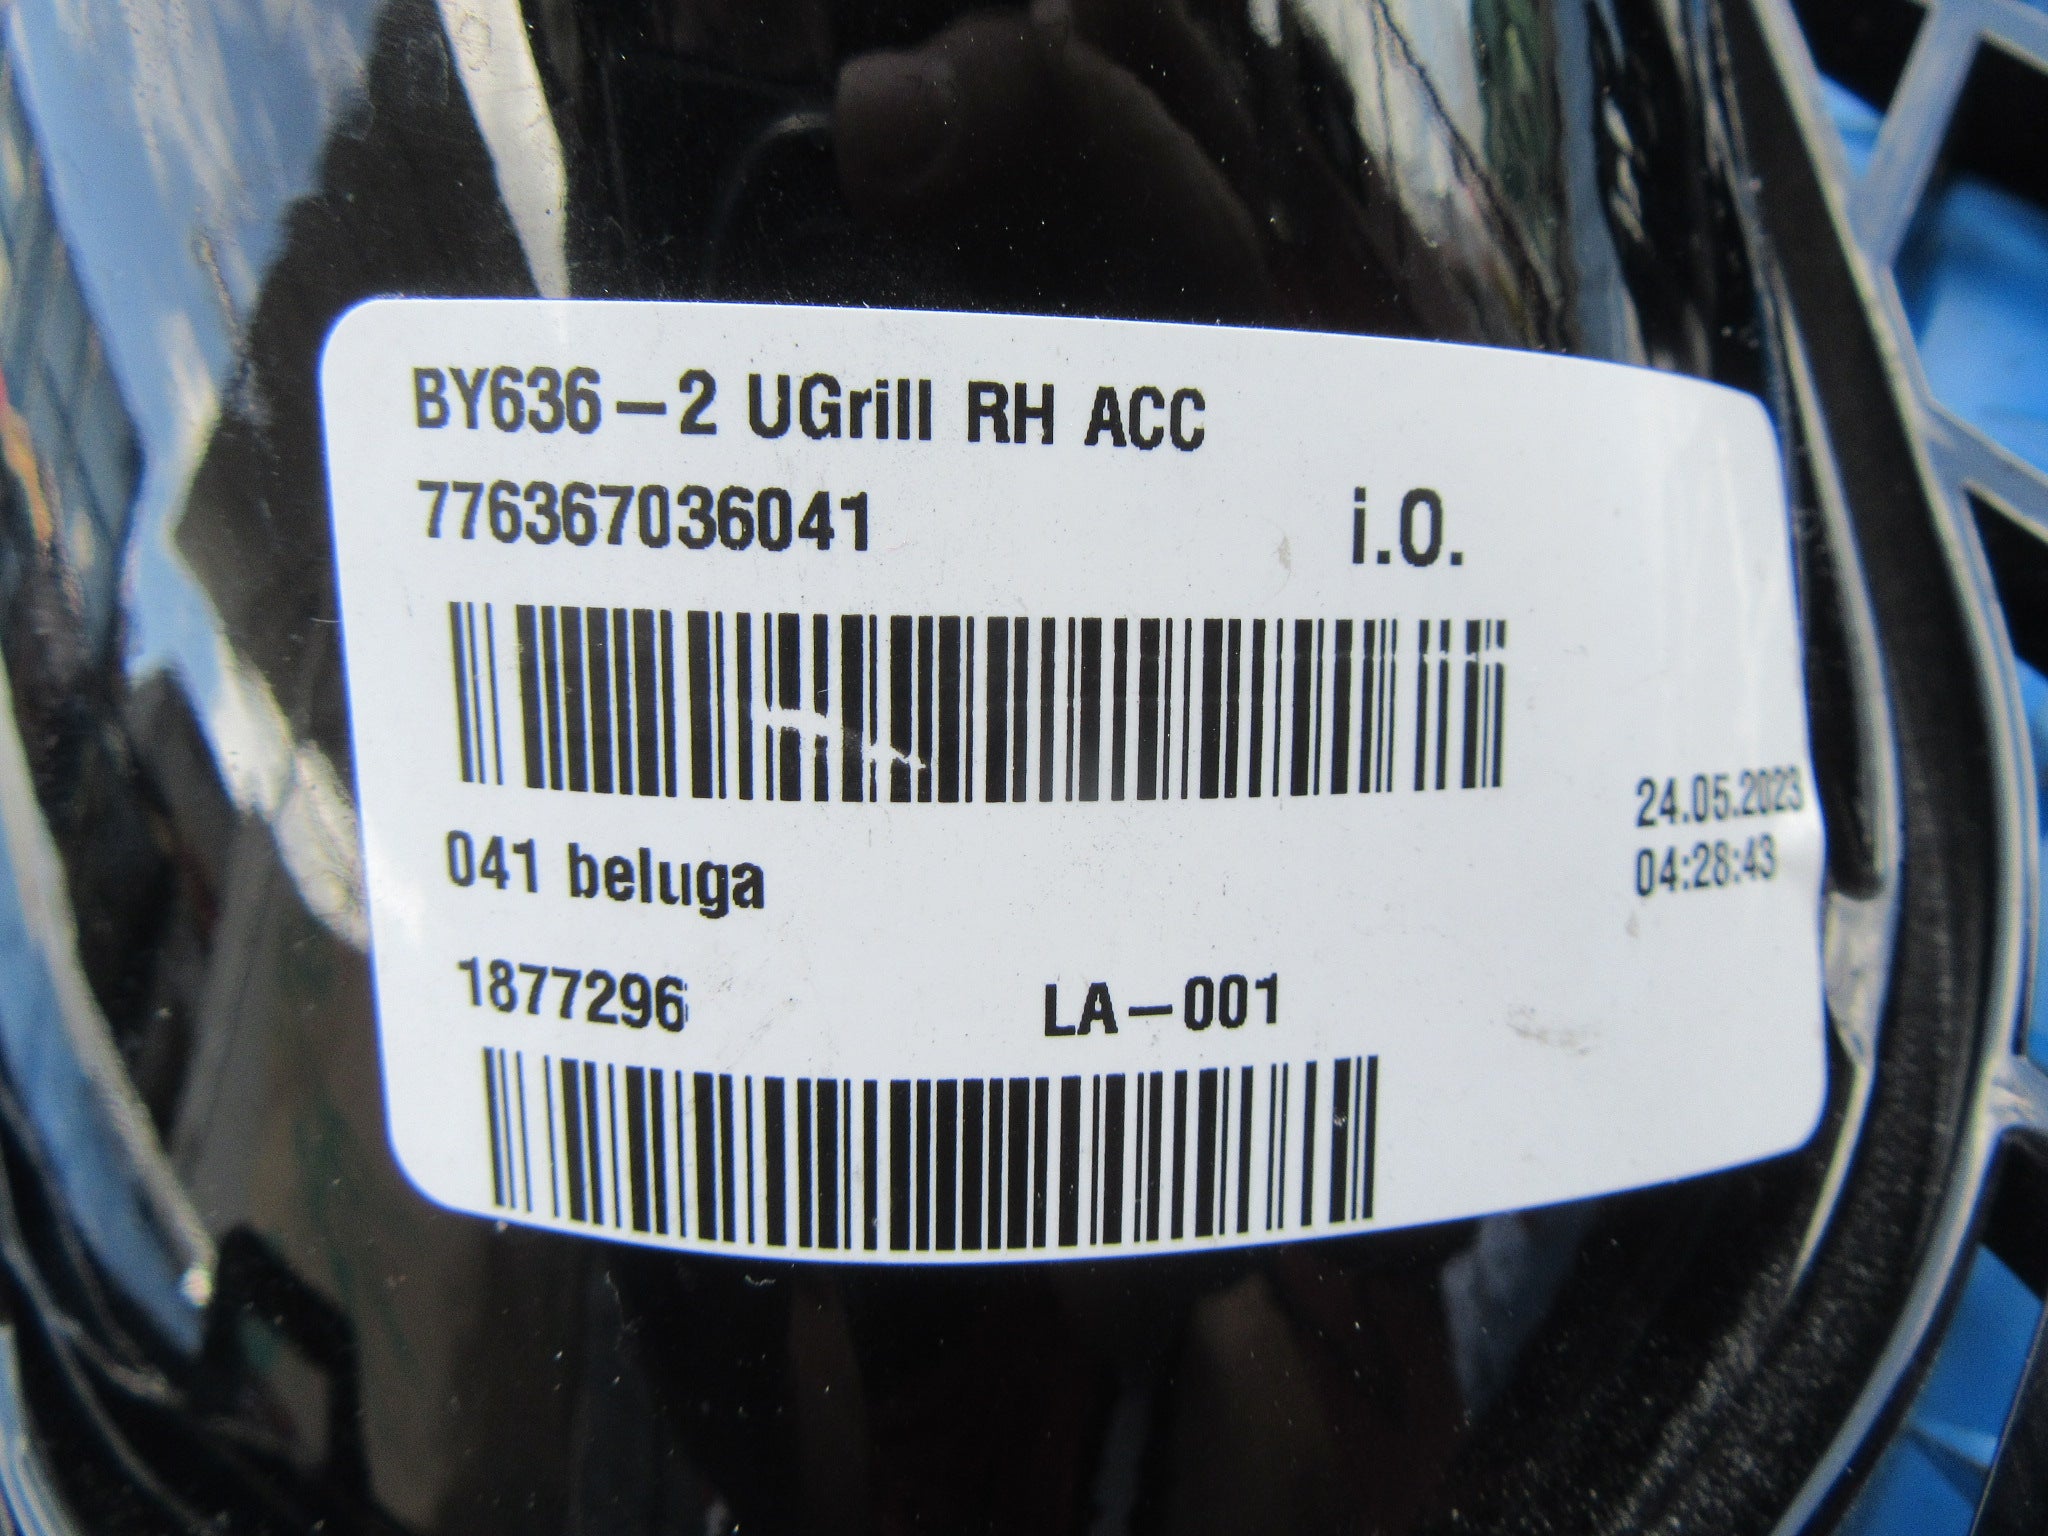 BY636-2 UGrill RH ACC
776367036041 i.O.
24.05.2023
041 beluga 04:28:43
1877296 LA-001